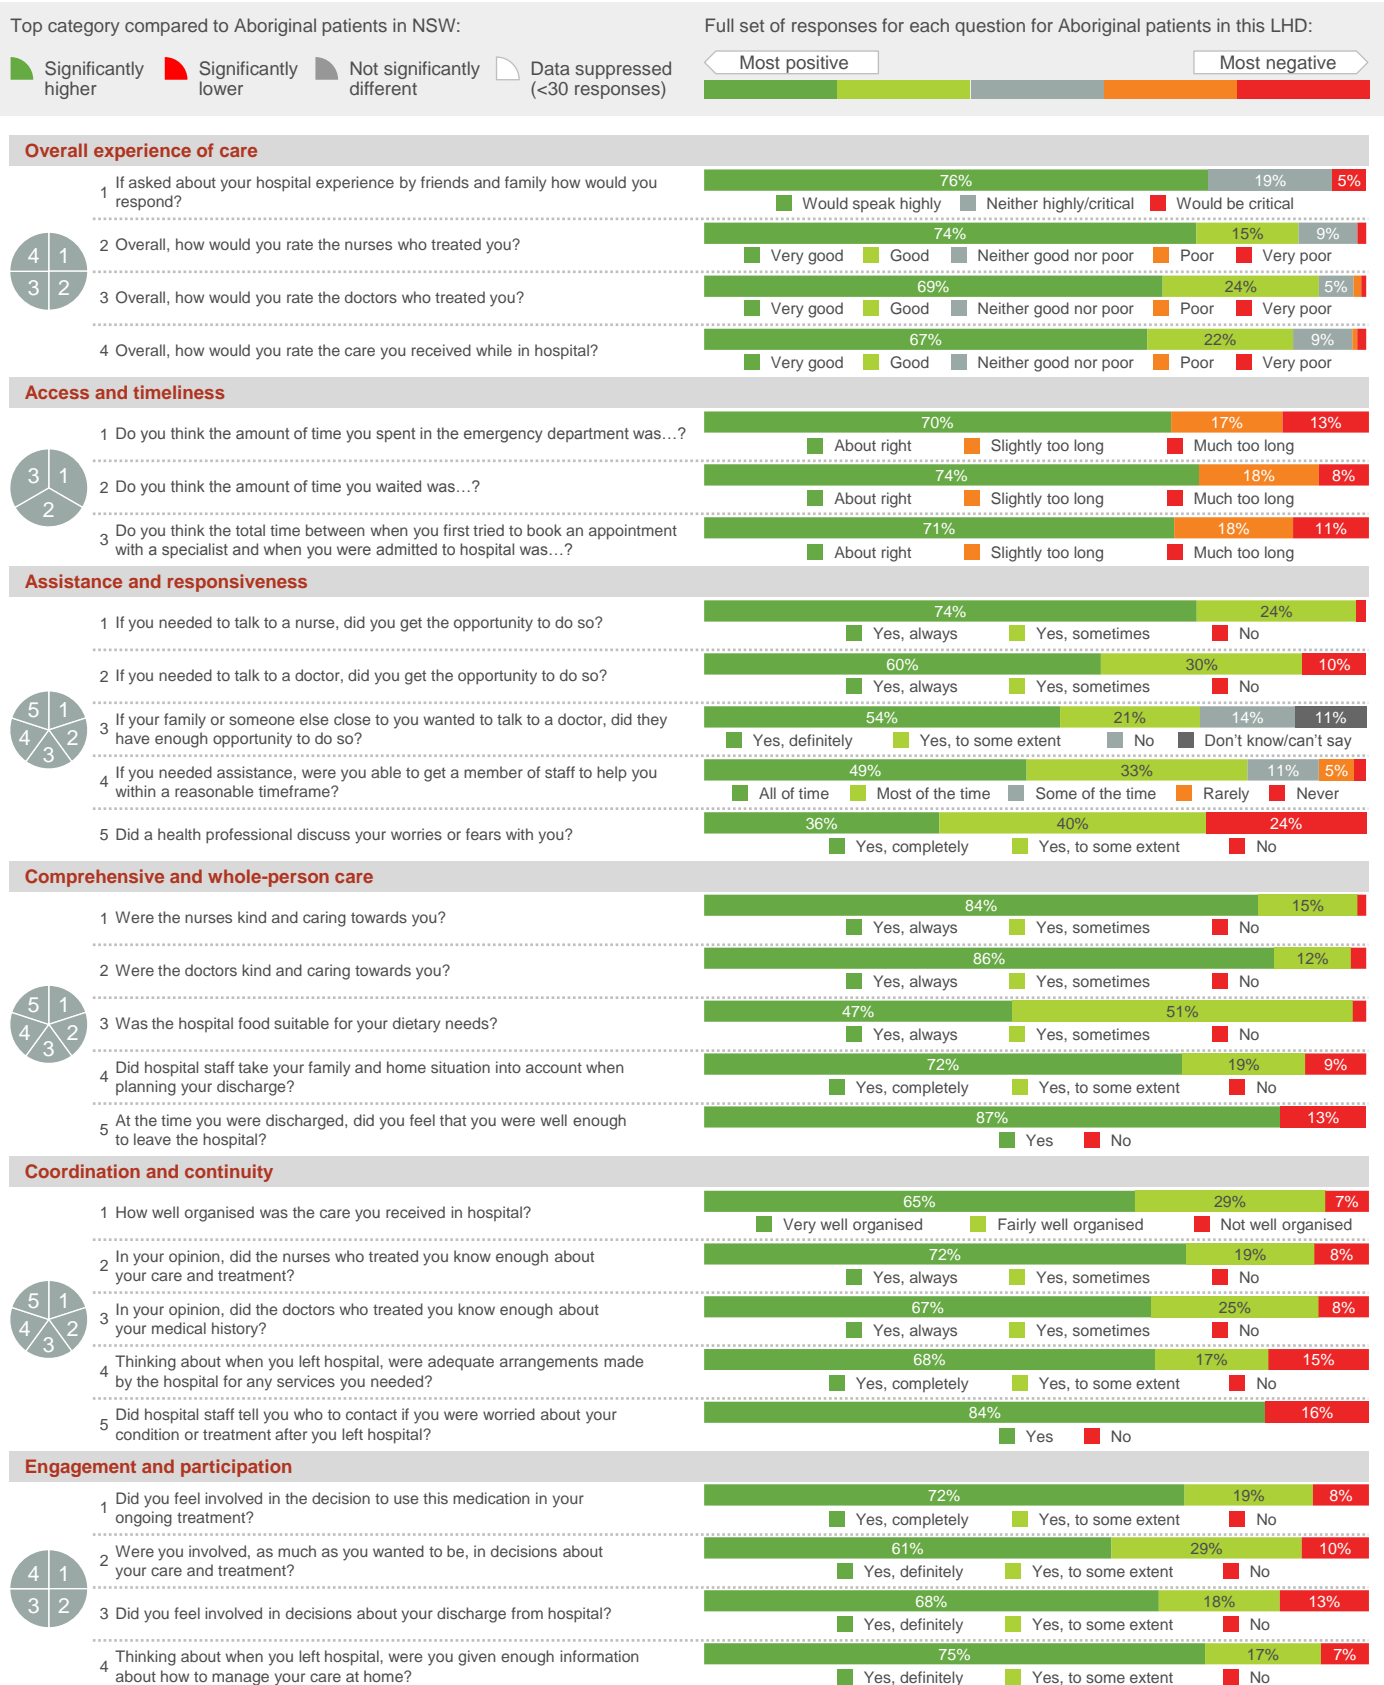 Top category compared to Aboriginal patients in NSW:
Full set of responses for each question for Aboriginal patients in this LHD:
Significantly higher
Significantly lower
Not significantly different
Data suppressed (<30 responses)
Most positive
Most negative
Overall experience of care
4 1
3 2
1 If asked about your hospital experience by friends and family how would you
respond?
76% 19% 5%
Would speak highly Neither highly/critical Would be critical
2 Overall, how would you rate the nurses who treated you?
74% 15% 9%
Very good Good Neither good nor poor Poor Very poor
3 Overall, how would you rate the doctors who treated you?
69% 24% 5%
Very good Good Neither good nor poor Poor Very poor
4 Overall, how would you rate the care you received while in hospital?
67% 22% 9%
Very good Good Neither good nor poor Poor Very poor
Access and timeliness
3 1
2
1 Do you think the amount of time you spent in the emergency department was…?
70% 17% 13%
About right Slightly too long Much too long
2 Do you think the amount of time you waited was…?
74% 18% 8%
About right Slightly too long Much too long
3 Do you think the total time between when you first tried to book an appointment
with a specialist and when you were admitted to hospital was…?
71% 18% 11%
About right Slightly too long Much too long
Assistance and responsiveness
5 1
4 2
3
1 If you needed to talk to a nurse, did you get the opportunity to do so?
74% 24%
Yes, always Yes, sometimes No
2 If you needed to talk to a doctor, did you get the opportunity to do so?
60% 30% 10%
Yes, always Yes, sometimes No
3 If your family or someone else close to you wanted to talk to a doctor, did they
have enough opportunity to do so?
54% 21% 14% 11%
Yes, definitely Yes, to some extent No Don't know/can't say
4 If you needed assistance, were you able to get a member of staff to help you
within a reasonable timeframe?
49% 33% 11% 5%
All of time Most of the time Some of the time Rarely Never
5 Did a health professional discuss your worries or fears with you?
36% 40% 24%
Yes, completely Yes, to some extent No
Comprehensive and whole-person care
5 1
4 2
3
1 Were the nurses kind and caring towards you?
84% 15%
Yes, always Yes, sometimes No
2 Were the doctors kind and caring towards you?
86% 12%
Yes, always Yes, sometimes No
3 Was the hospital food suitable for your dietary needs?
47% 51%
Yes, always Yes, sometimes No
4 Did hospital staff take your family and home situation into account when
planning your discharge?
72% 19% 9%
Yes, completely Yes, to some extent No
5 At the time you were discharged, did you feel that you were well enough
to leave the hospital?
87% 13%
Yes No
Coordination and continuity
5 1
4 2
3
1 How well organised was the care you received in hospital?
65% 29% 7%
Very well organised Fairly well organised Not well organised
2 In your opinion, did the nurses who treated you know enough about
your care and treatment?
72% 19% 8%
Yes, always Yes, sometimes No
3 In your opinion, did the doctors who treated you know enough about
your medical history?
67% 25% 8%
Yes, always Yes, sometimes No
4 Thinking about when you left hospital, were adequate arrangements made
by the hospital for any services you needed?
68% 17% 15%
Yes, completely Yes, to some extent No
5 Did hospital staff tell you who to contact if you were worried about your
condition or treatment after you left hospital?
84% 16%
Yes No
Engagement and participation
4 1
3 2
1 Did you feel involved in the decision to use this medication in your
ongoing treatment?
72% 19% 8%
Yes, completely Yes, to some extent No
2 Were you involved, as much as you wanted to be, in decisions about
your care and treatment?
61% 29% 10%
Yes, definitely Yes, to some extent No
3 Did you feel involved in decisions about your discharge from hospital?
68% 18% 13%
Yes, definitely Yes, to some extent No
4 Thinking about when you left hospital, were you given enough information
about how to manage your care at home?
75% 17% 7%
Yes, definitely Yes, to some extent No